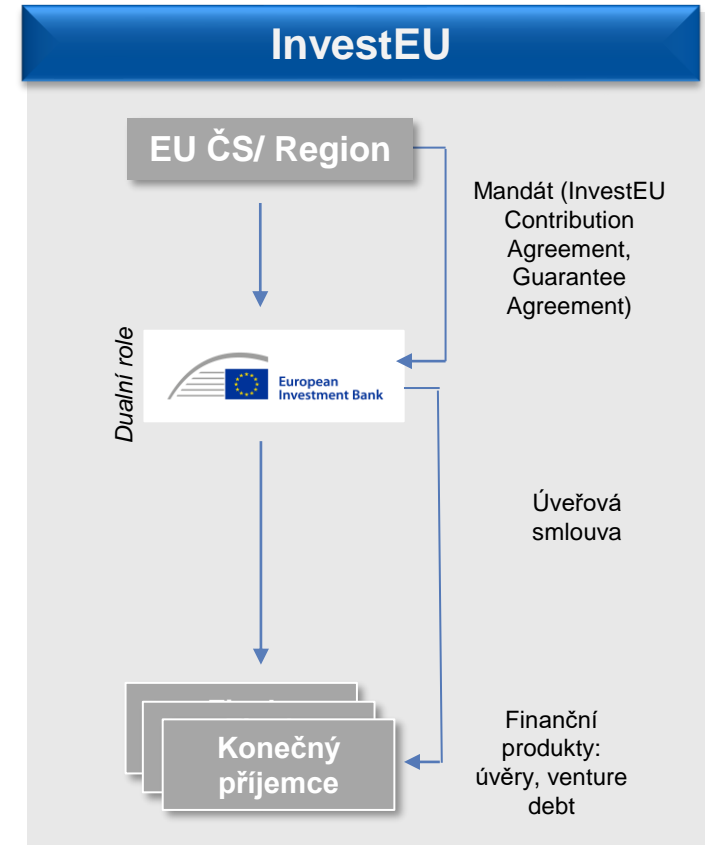 InvestEU
EU ČS/ Region
Mandát (InvestEU
Contribution
Agreement,
Guarantee
Agreement)
Dualní role
European
Investment Bank
Úveřová
smlouva
Konečný
příjemce
Finanční
produkty:
úvěry, venture
debt